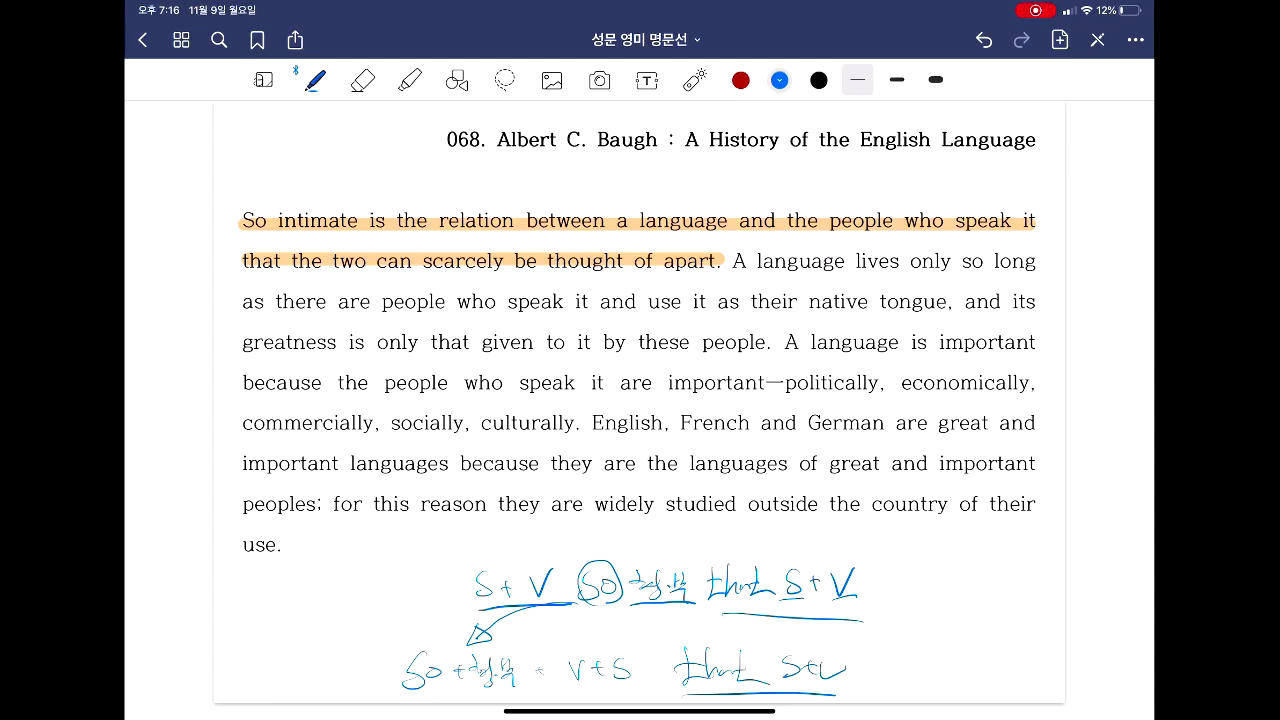 오후 7:16 11월 9일 월요일
12%
성문 영미 명문선
068. Albert C. Baugh : A History of the English Language
So intimate is the relation between a language and the people who speak it
that the two can scarcely be thought of apart. A language lives only so long
as there are people who speak it and use it as their native tongue, and its
greatness is only that given to it by these people. A language is important
because the people who speak it are important—politically, economically,
commercially, socially, culturally. English, French and German are great and
important languages because they are the languages of great and important
peoples; for this reason they are widely studied outside the country of their
use.
S + V so 형.부 that S + V
So + 형.부 + V + S that S+V